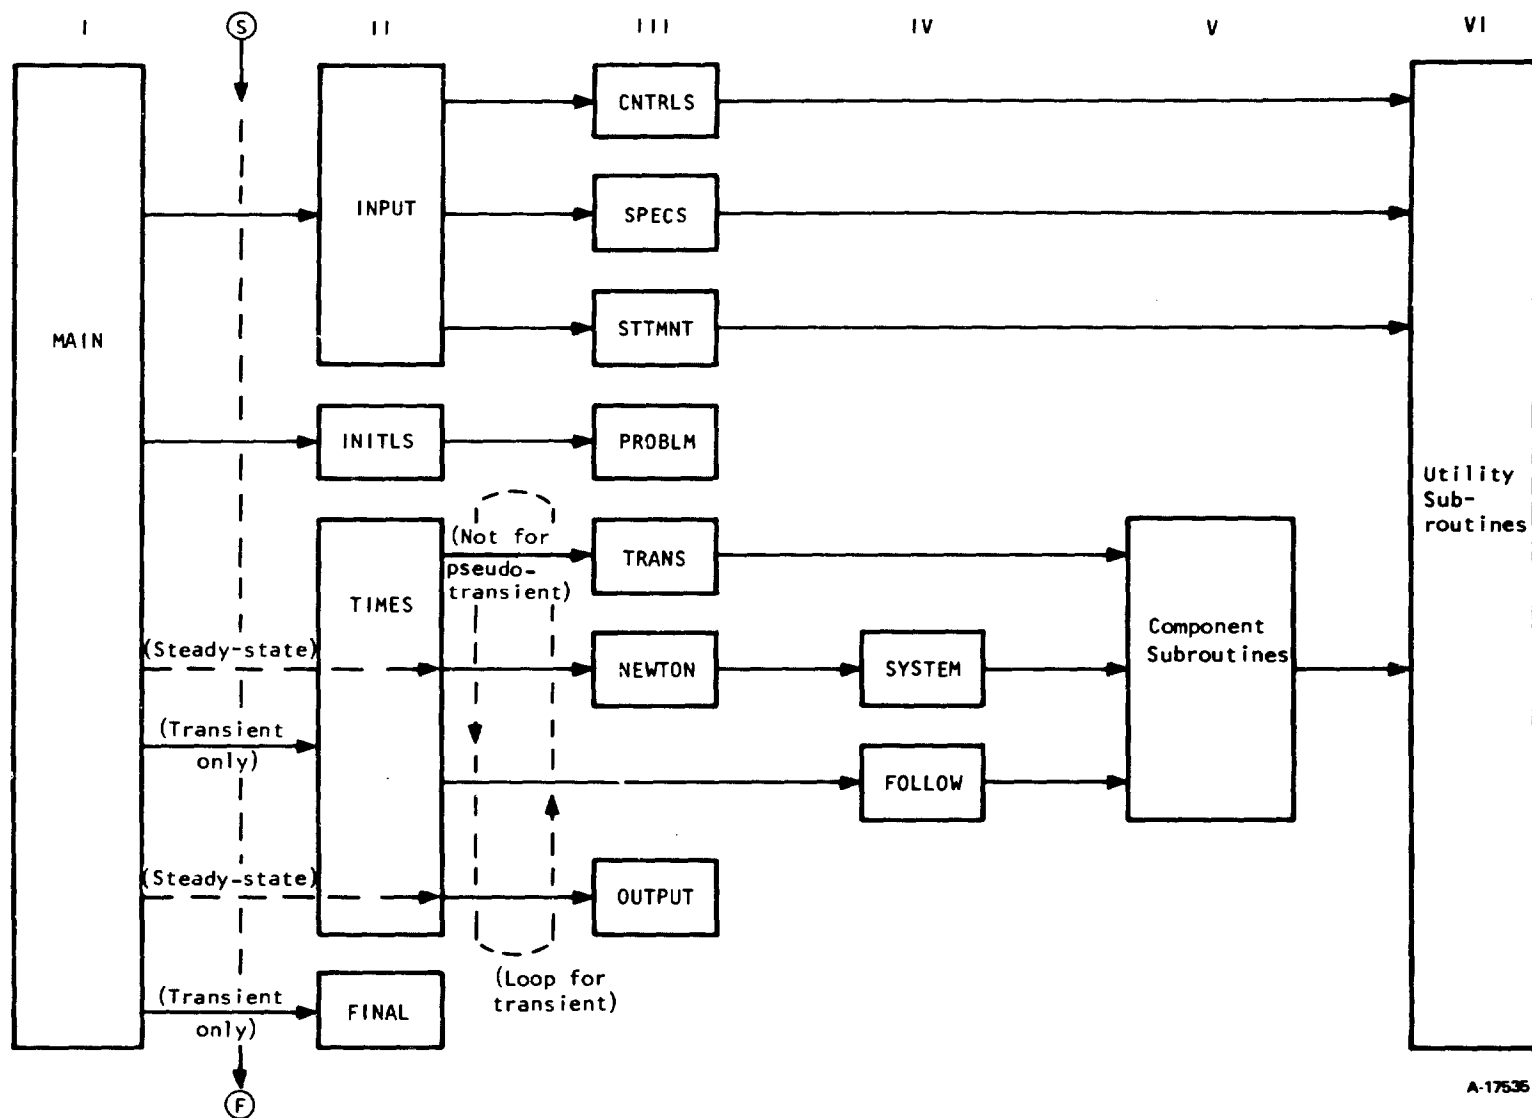 I
S
II
III
IV
V
VI
MAIN
INPUT
CNTRLS
SPECS
STTMNT
INITLS
PROBLM
TIMES
(Not for
pseudo-
transient)
TRANS
(Steady-state)
NEWTON
SYSTEM
Component
Subroutines
Utility
Sub-
routines
(Transient
only)
FOLLOW
(Steady-state)
OUTPUT
(Loop for
transient)
(Transient
only)
FINAL
F
A-17535